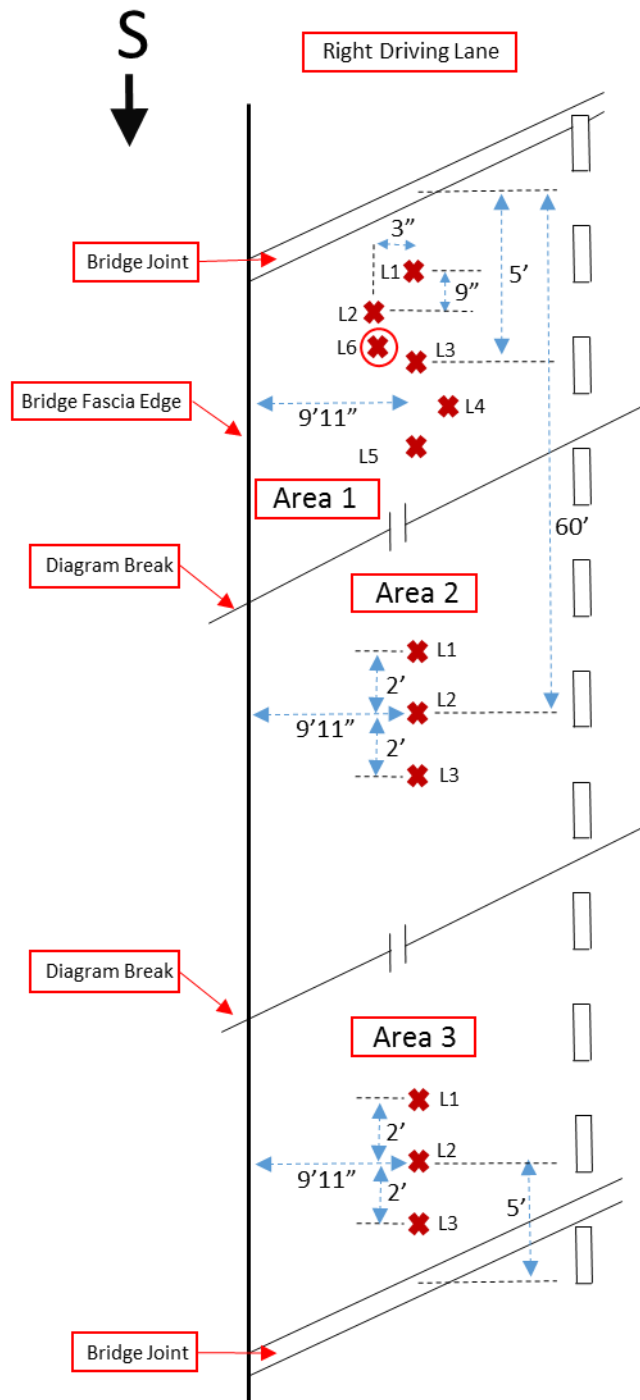 S
Right Driving Lane
Bridge Joint
3”
L1
9”
5’
L2
L6
L3
Bridge Fascia Edge
9’11”
L4
L5
Area 1
60’
Diagram Break
Area 2
L1
2’
L2
9’11”
2’
L3
Diagram Break
Area 3
L1
2’
L2
9’11”
2’
5’
L3
Bridge Joint